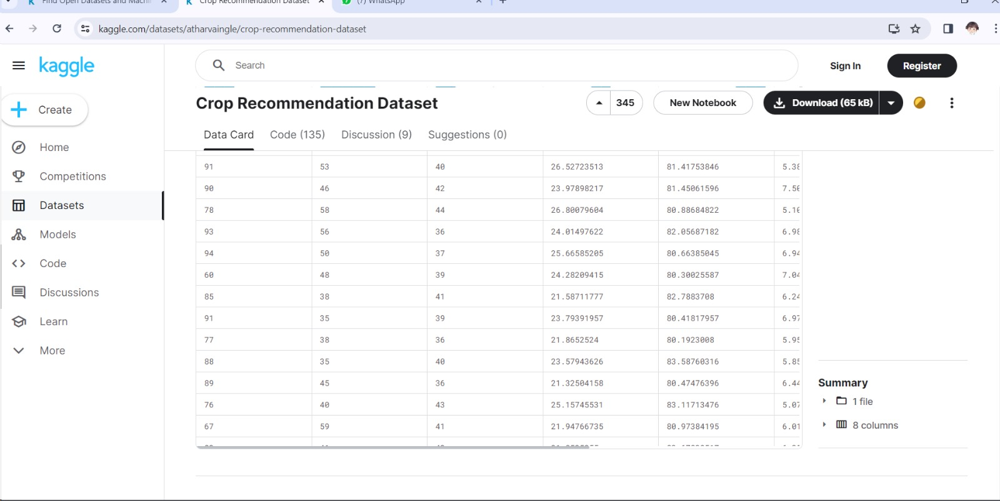 Find Open Datasets and Machi
Crop Recommendation Dataset
(7) WhatsApp
kaggle.com/datasets/atharvaingle/crop-recommendation-dataset
kaggle
Search
Sign In
Register
Create
Crop Recommendation Dataset
345
New Notebook
Download (65 kB)
Data Card Code (135) Discussion (9) Suggestions (0)
Home
Competitions
Datasets
Models
Code
Discussions
Learn
More
91 53 40 26.52723513 81.41753846 5.38
90 46 42 23.97898217 81.45061596 7.50
78 58 44 26.80079604 80.88684822 5.10
93 56 36 24.01497622 82.05687182 6.98
94 50 37 25.66585205 80.66385045 6.94
60 48 39 24.28209415 80.30025587 7.04
85 38 41 21.58711777 82.7883708 6.24
91 35 39 23.79391957 80.41817957 6.97
77 38 36 21.8652524 80.1923008 5.95
88 35 40 23.57943626 83.58760316 5.85
89 45 36 21.32504158 80.47476396 6.44
76 40 43 25.15745531 83.11713476 5.07
67 59 41 21.94766735 80.97384195 6.01
Summary
1 file
8 columns